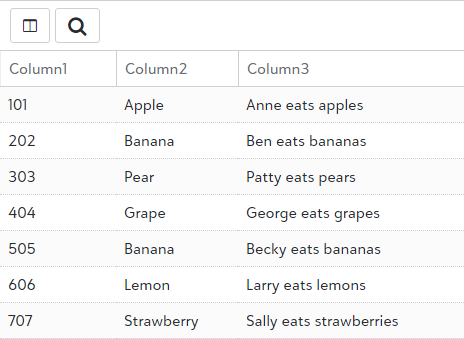 Column1 Column2 Column3
101 Apple Anne eats apples
202 Banana Ben eats bananas
303 Pear Patty eats pears
404 Grape George eats grapes
505 Banana Becky eats bananas
606 Lemon Larry eats lemons
707 Strawberry Sally eats strawberries